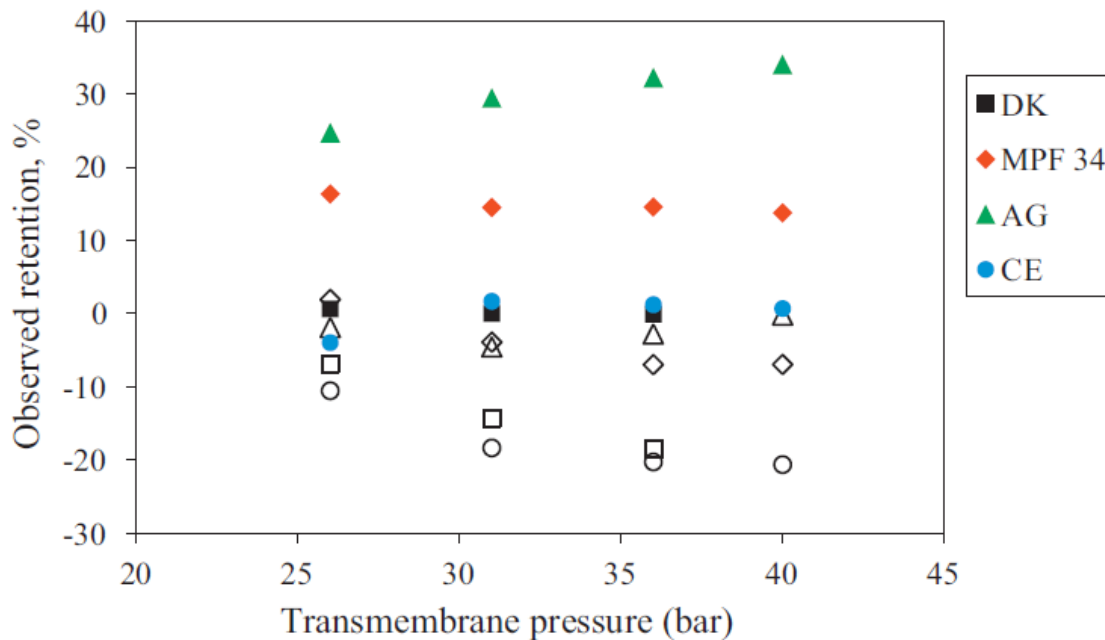 40
30
20
10
0
-10
-20
-30
20 25 30 35 40 45
Observed retention, %
Transmembrane pressure (bar)
DK
MPF 34
AG
CE